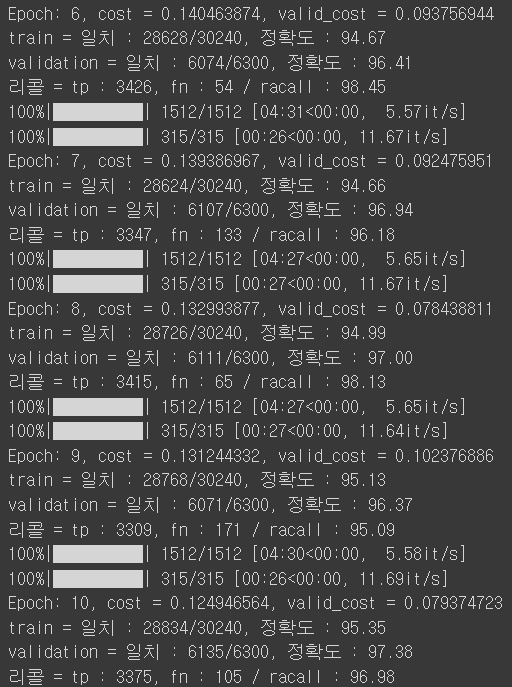 Epoch: 6, cost = 0.140463874, valid_cost = 0.093756944
train = 일치 : 28628/30240, 정확도 : 94.67
validation = 일치 : 6074/6300, 정확도 : 96.41
리콜 = tp : 3426, fn : 54 / racall : 98.45
100%|██████████| 1512/1512 [04:31<00:00,  5.57it/s]
100%|██████████| 315/315 [00:26<00:00, 11.67it/s]
Epoch: 7, cost = 0.139386967, valid_cost = 0.092475951
train = 일치 : 28624/30240, 정확도 : 94.66
validation = 일치 : 6107/6300, 정확도 : 96.94
리콜 = tp : 3347, fn : 133 / racall : 96.18
100%|██████████| 1512/1512 [04:27<00:00,  5.65it/s]
100%|██████████| 315/315 [00:27<00:00, 11.67it/s]
Epoch: 8, cost = 0.132993877, valid_cost = 0.078438811
train = 일치 : 28726/30240, 정확도 : 94.99
validation = 일치 : 6111/6300, 정확도 : 97.00
리콜 = tp : 3415, fn : 65 / racall : 98.13
100%|██████████| 1512/1512 [04:27<00:00,  5.65it/s]
100%|██████████| 315/315 [00:27<00:00, 11.64it/s]
Epoch: 9, cost = 0.131244332, valid_cost = 0.102376886
train = 일치 : 28768/30240, 정확도 : 95.13
validation = 일치 : 6071/6300, 정확도 : 96.37
리콜 = tp : 3309, fn : 171 / racall : 95.09
100%|██████████| 1512/1512 [04:30<00:00,  5.58it/s]
100%|██████████| 315/315 [00:26<00:00, 11.69it/s]
Epoch: 10, cost = 0.124946564, valid_cost = 0.079374723
train = 일치 : 28834/30240, 정확도 : 95.35
validation = 일치 : 6135/6300, 정확도 : 97.38
리콜 = tp : 3375, fn : 105 / racall : 96.98